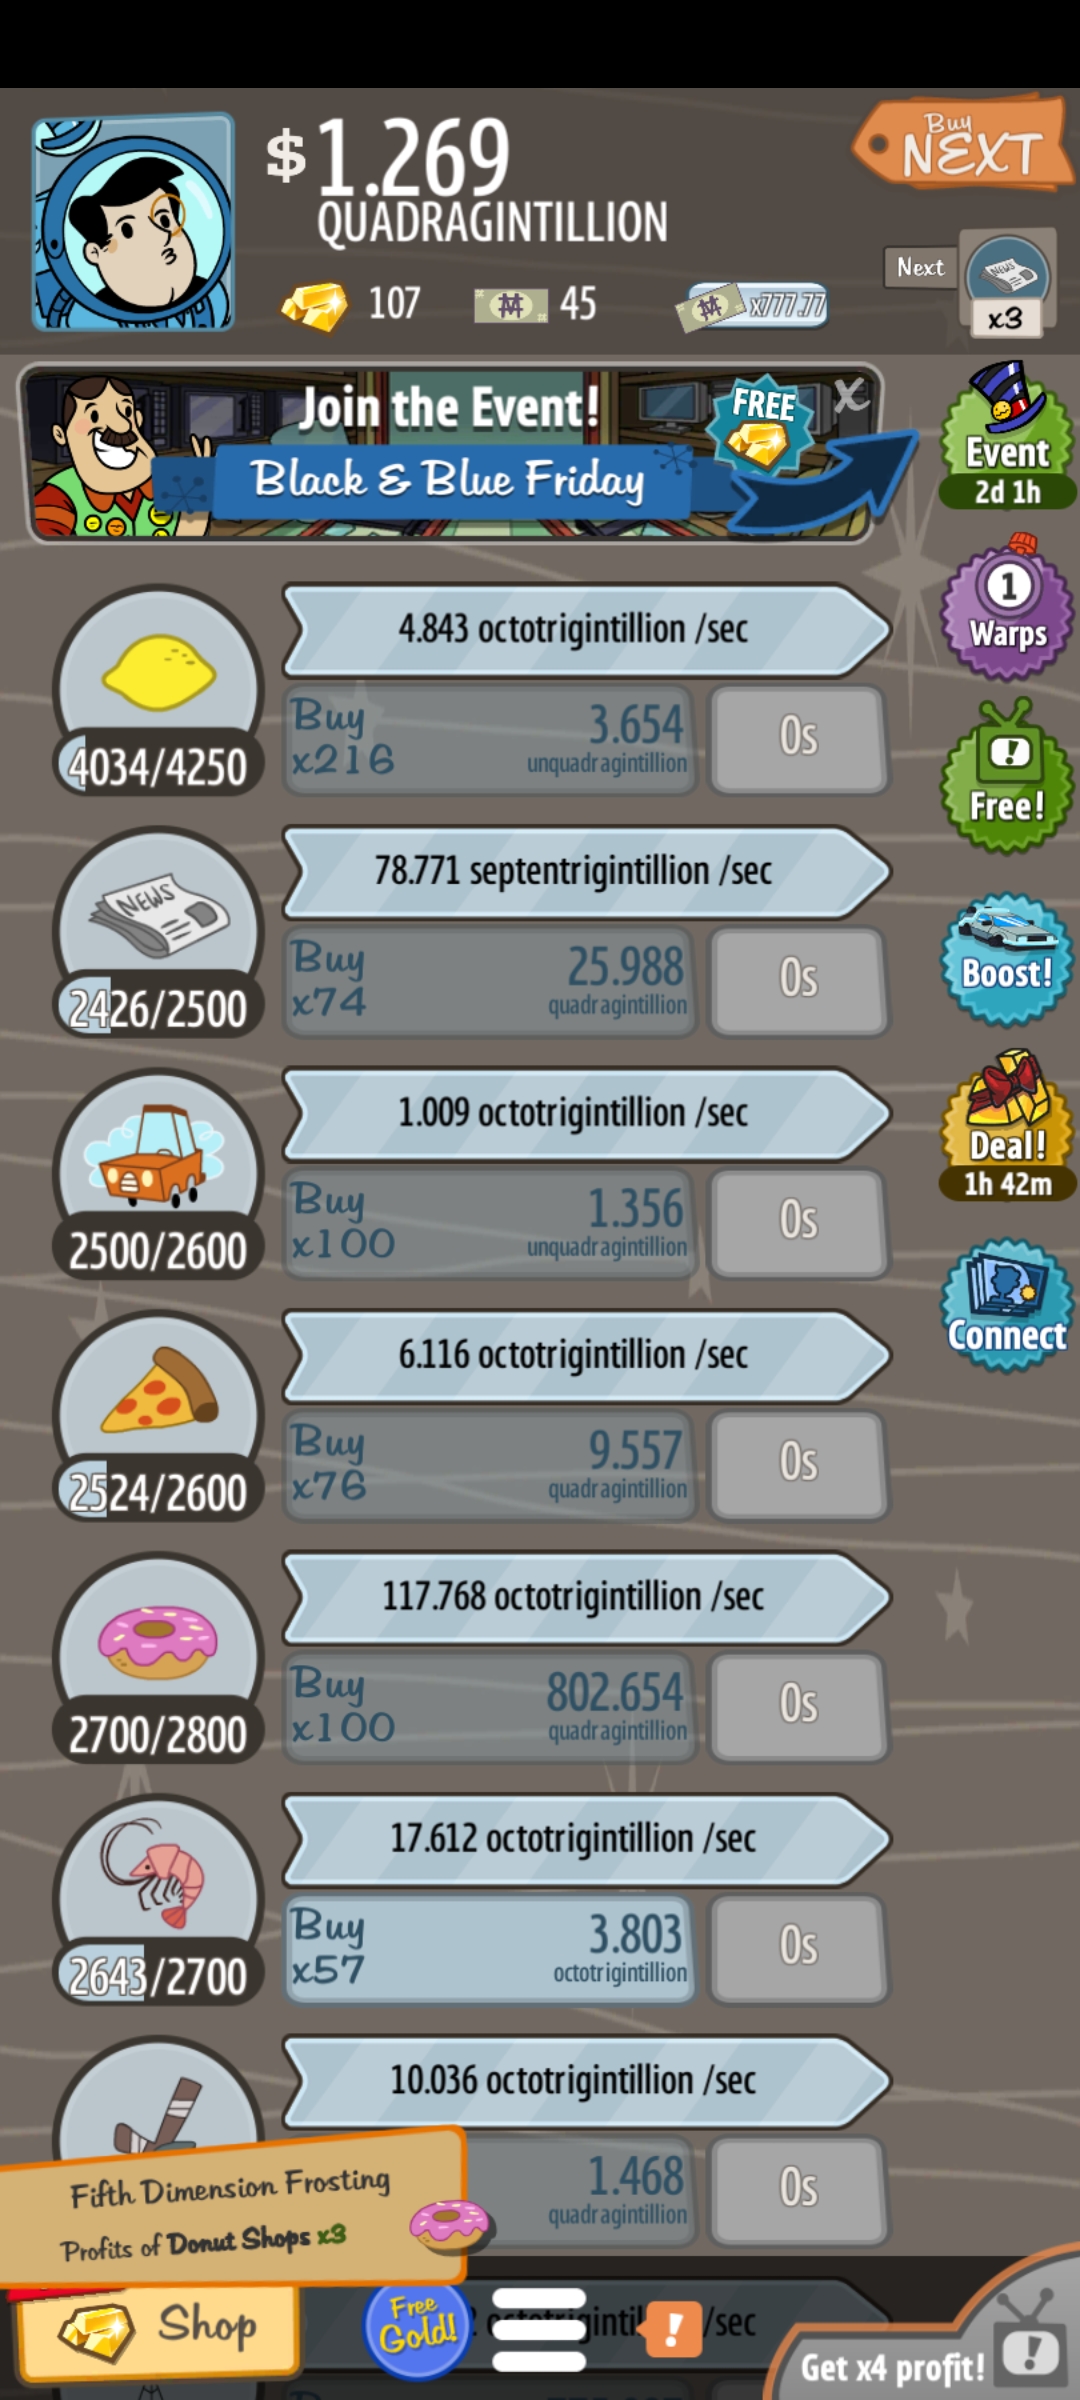 $ 1.269
QUADRAGINTILLION
Buy
NEXT
107
45
x777.77
Next
NEWS
x3
Join the Event!
FREE
X
Black & Blue Friday
Event
2d 1h
4.843 octotrigintillion /sec
Buy
x216
3.654
unquadragintillion
0s
4034/4250
1
Warps
Free!
78.771 septentrigintillion /sec
NEWS
Buy
x74
25.988
quadragintillion
0s
2426/2500
Boost!
1.009 octotrigintillion /sec
Buy
x100
1.356
unquadragintillion
0s
2500/2600
Deal!
1h 42m
Connect
6.116 octotrigintillion /sec
Buy
x76
9.557
quadragintillion
0s
2524/2600
117.768 octotrigintillion /sec
Buy
x100
802.654
quadragintillion
0s
2700/2800
17.612 octotrigintillion /sec
Buy
x57
3.803
octotrigintillion
0s
2643/2700
10.036 octotrigintillion /sec
1.468
quadragintillion
0s
Fifth Dimension Frosting
Profits of Donut Shops x3
Shop
Free
Gold!
!
/sec
Get x4 profit!
!